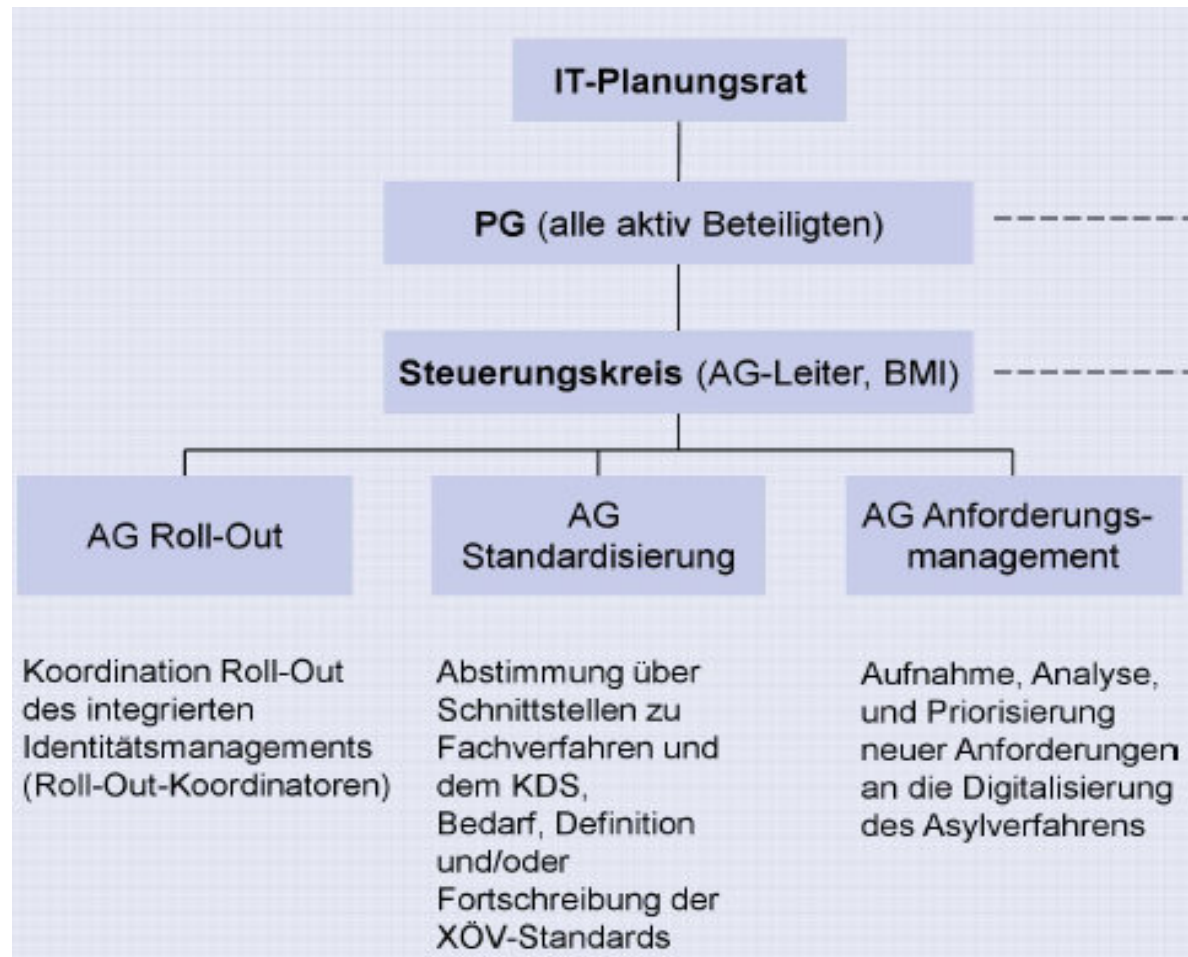 IT-Planungsrat
PG (alle aktiv Beteiligten)
Steuerungskreis (AG-Leiter, BMI)
AG Roll-Out
AG
Standardisierung
AG Anforderungs-
management
Koordination Roll-Out
des integrierten
Identitätsmanagements
(Roll-Out-Koordinatoren)
Abstimmung über
Schnittstellen zu
Fachverfahren und
dem KDS,
Bedarf, Definition
und/oder
Fortschreibung der
XÖV-Standards
Aufnahme, Analyse,
und Priorisierung
neuer Anforderungen
an die Digitalisierung
des Asylverfahrens